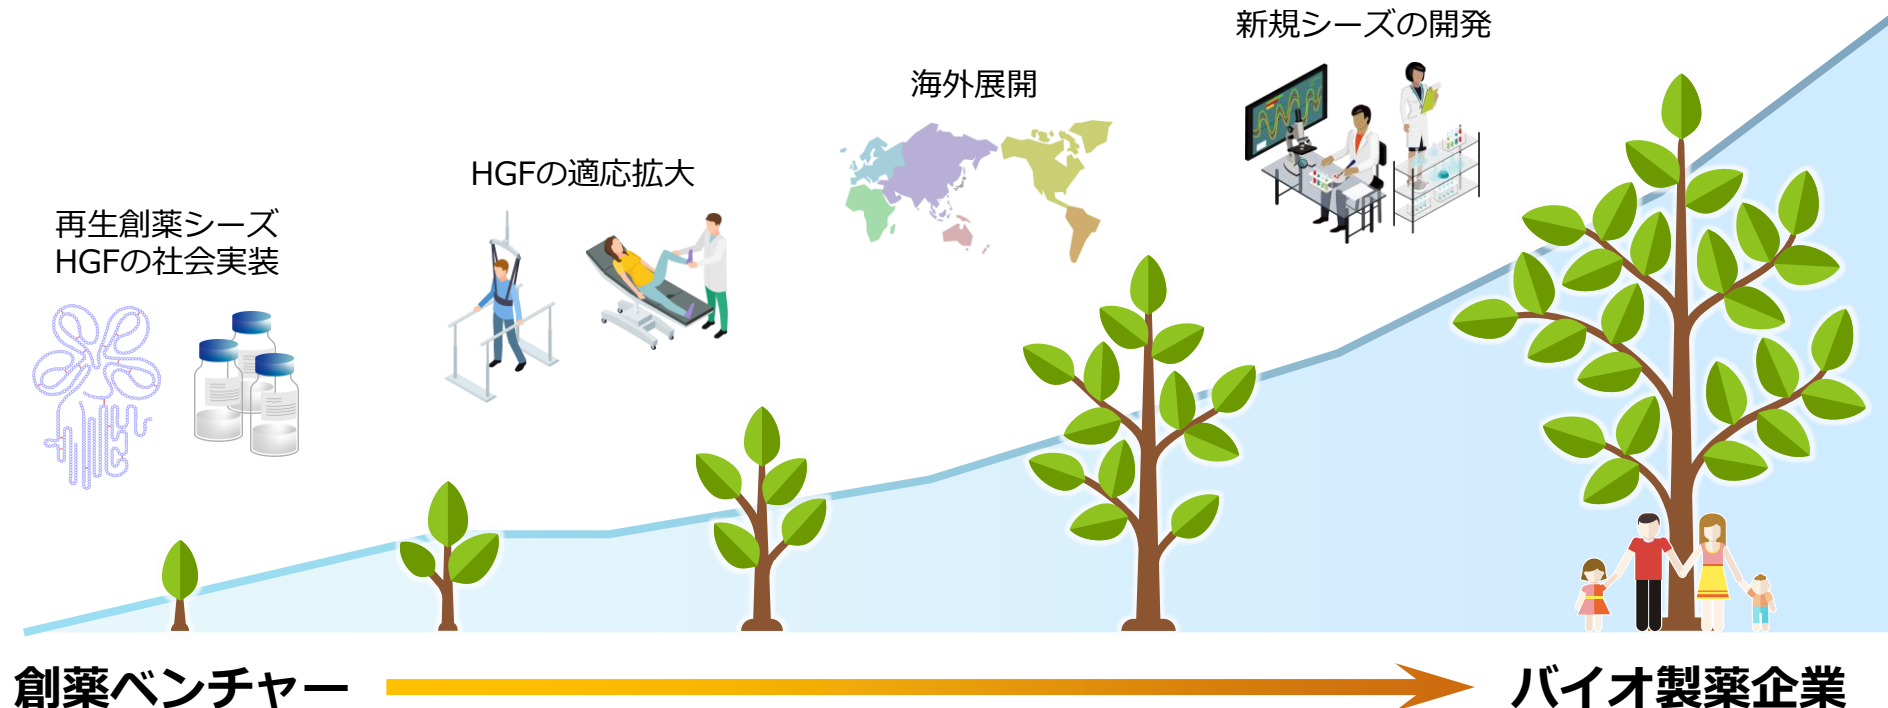 再生創薬シーズ
HGFの社会実装
HGFの適応拡大
海外展開
新規シーズの開発
創薬ベンチャー
バイオ製薬企業